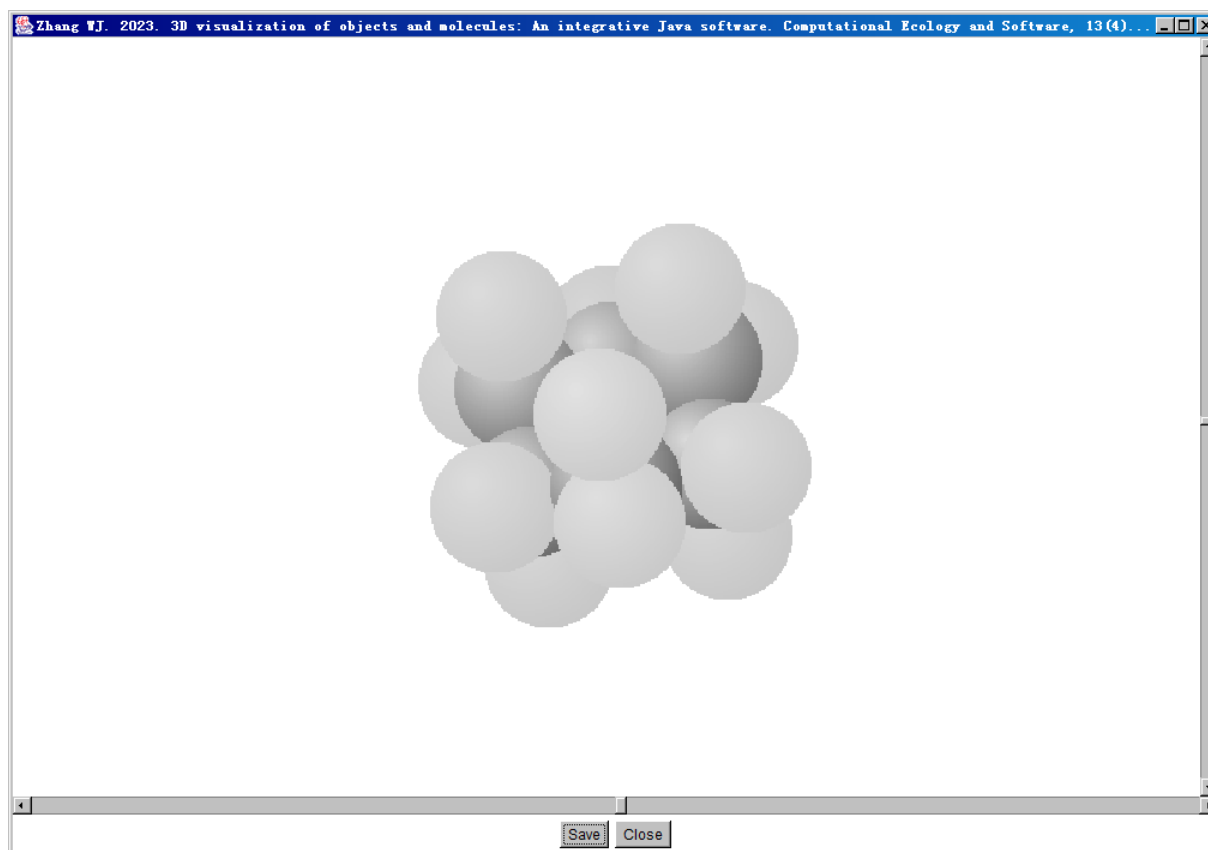 Zhang WJ. 2023. 3D visualization of objects and molecules: An integrative Java software. Computational Ecology and Software, 13(4)...
Save Close